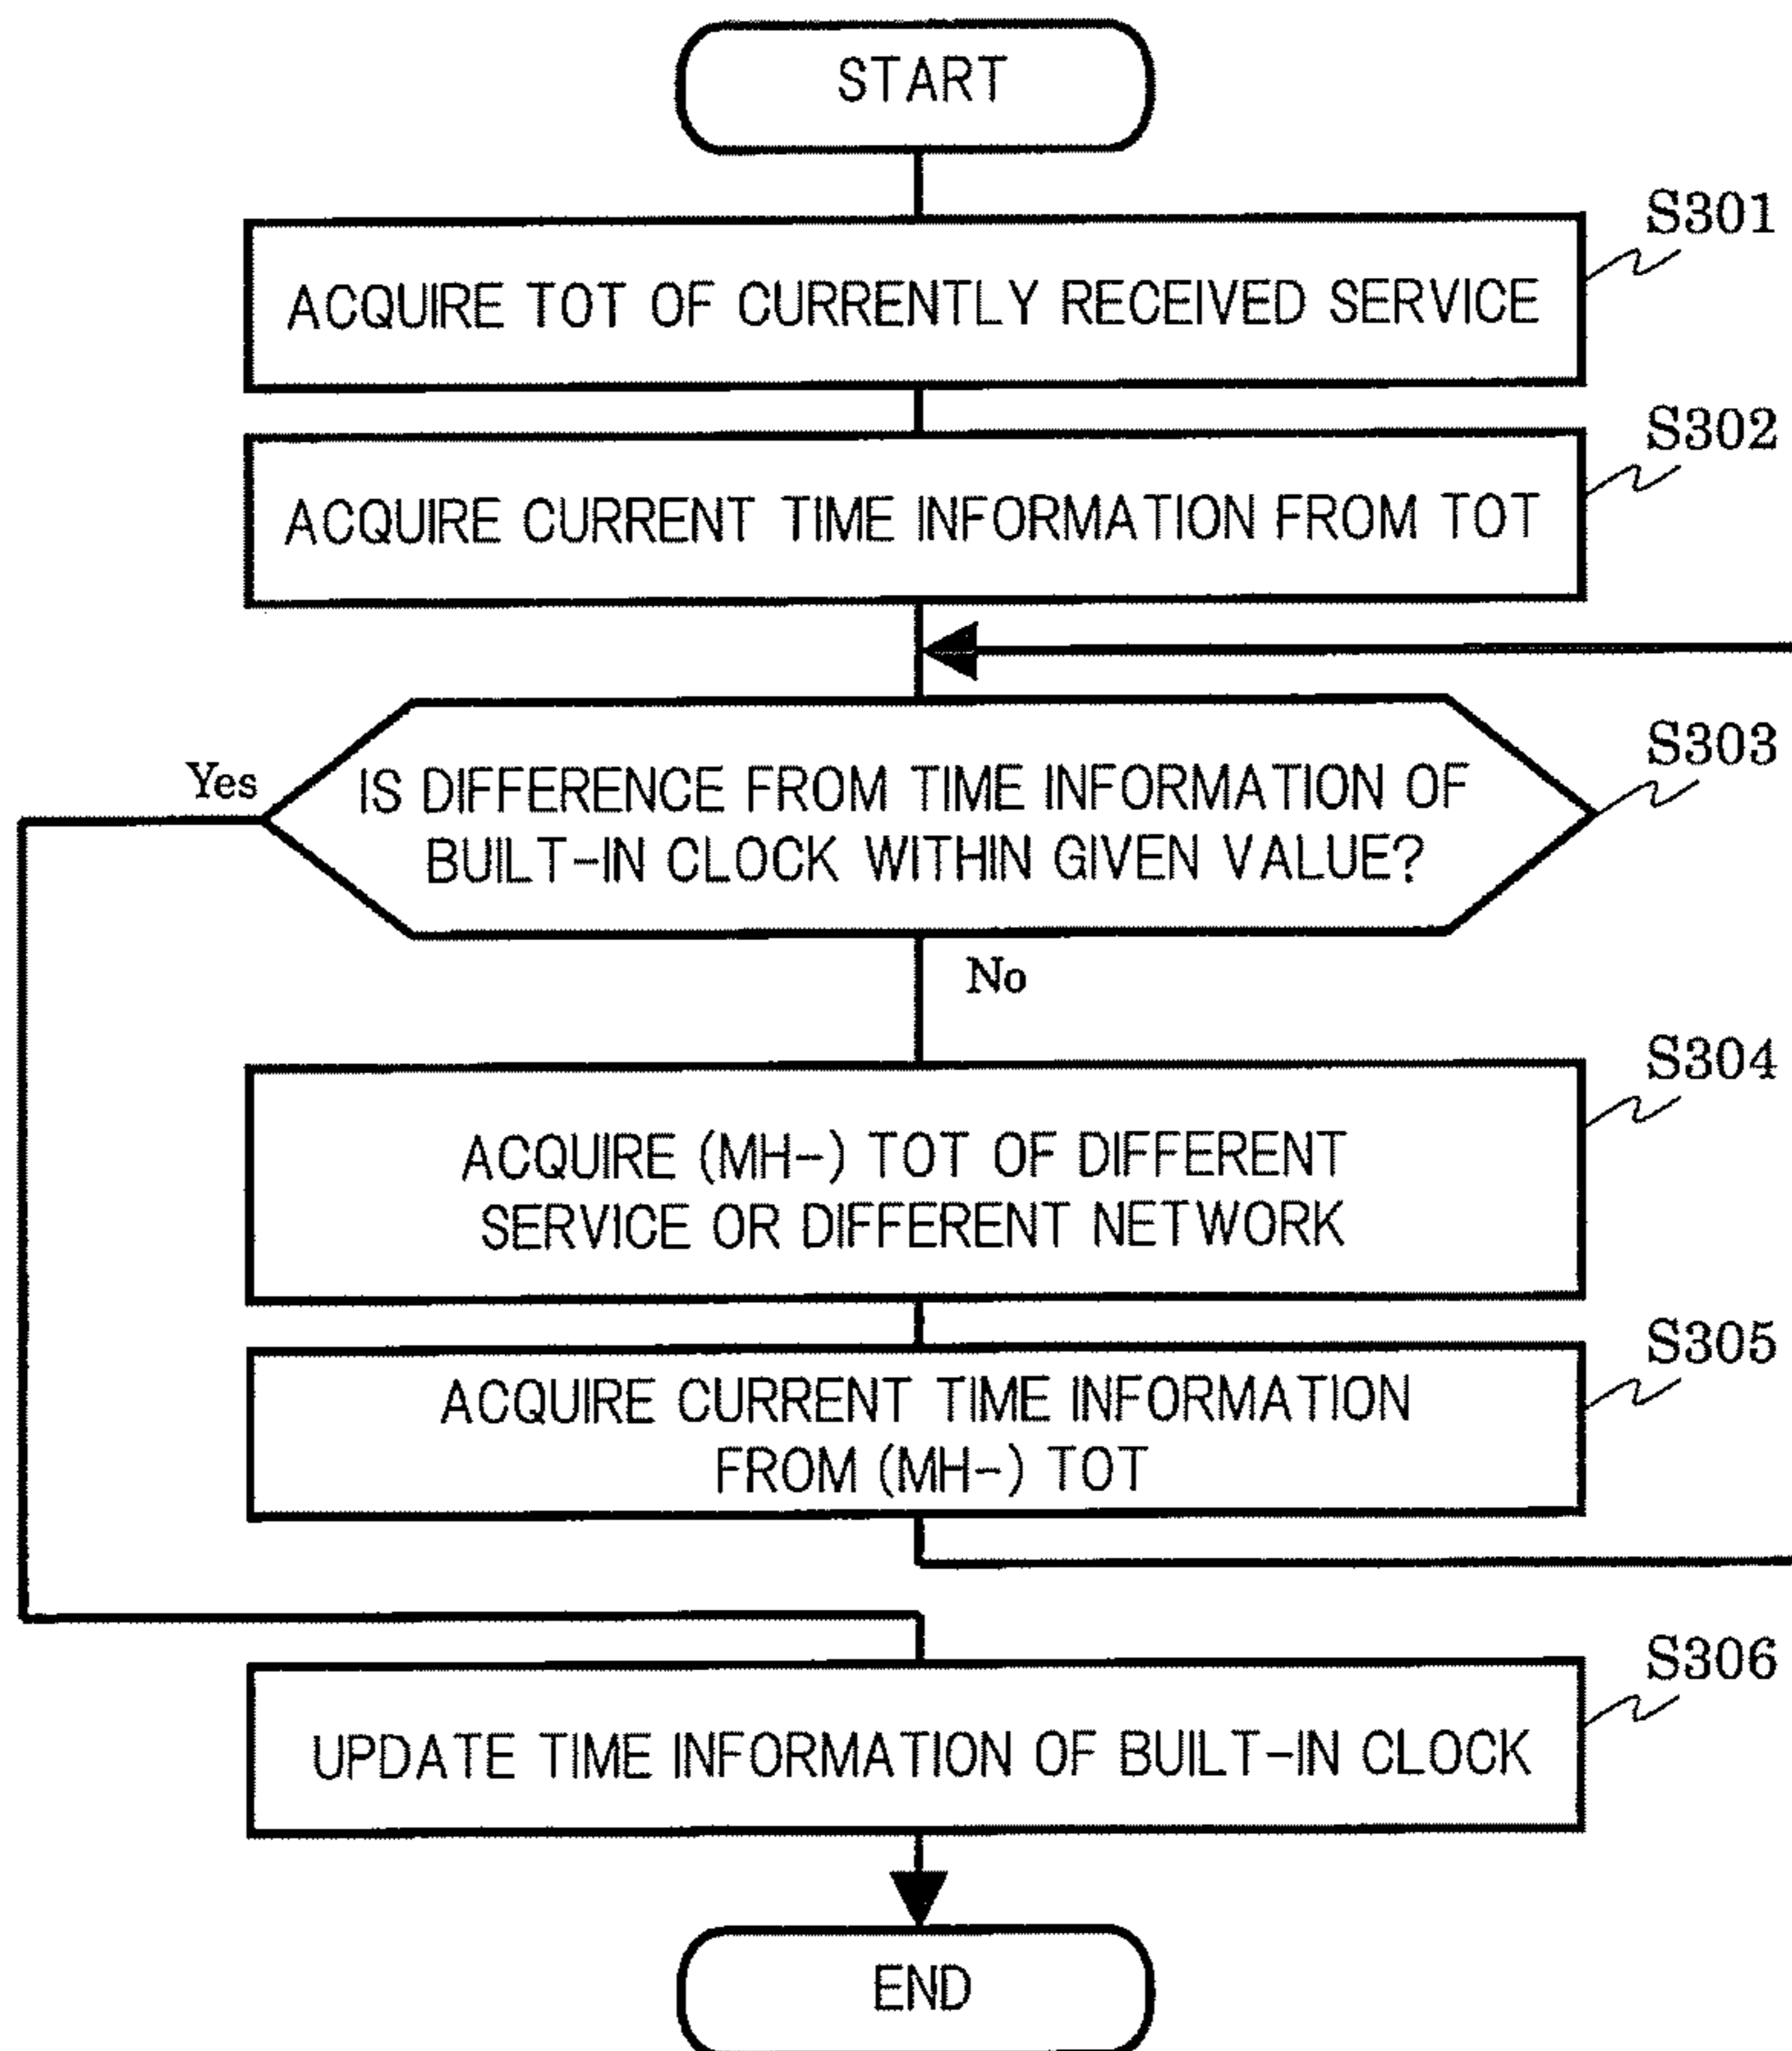 START
S301
ACQUIRE TOT OF CURRENTLY RECEIVED SERVICE
S302
ACQUIRE CURRENT TIME INFORMATION FROM TOT
S303
Yes
IS DIFFERENCE FROM TIME INFORMATION OF
BUILT-IN CLOCK WITHIN GIVEN VALUE?
No
S304
ACQUIRE (MH-) TOT OF DIFFERENT
SERVICE OR DIFFERENT NETWORK
S305
ACQUIRE CURRENT TIME INFORMATION
FROM (MH-) TOT
S306
UPDATE TIME INFORMATION OF BUILT-IN CLOCK
END